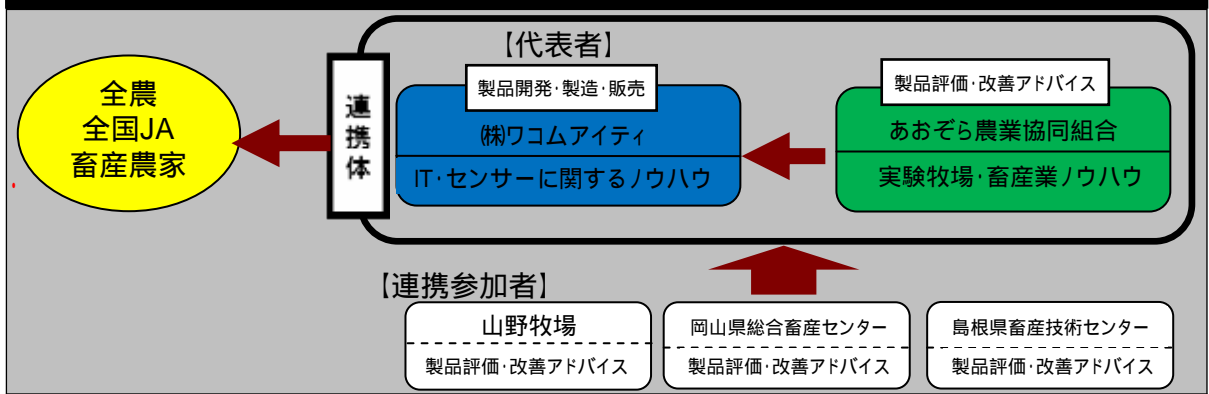 【代表者】
全農
全国JA
畜産農家
連携体
製品開発・製造・販売
㈱ワコムアイティ
IT・センサーに関するノウハウ
製品評価・改善アドバイス
あおぞら農業協同組合
実験牧場・畜産業ノウハウ
【連携参加者】
山野牧場
製品評価・改善アドバイス
岡山県総合畜産センター
製品評価・改善アドバイス
島根県畜産技術センター
製品評価・改善アドバイス